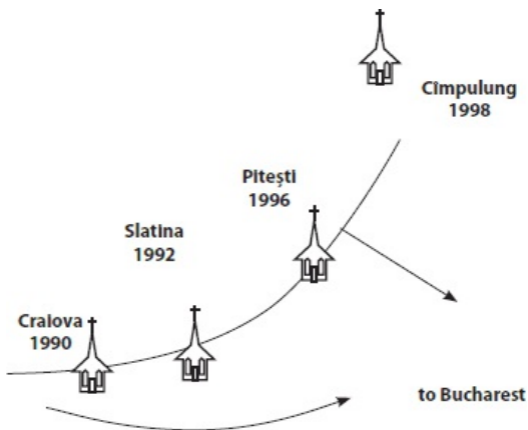 Cîmpulung
1998
Pitești
1996
Slatina
1992
Craiova
1990
to Bucharest